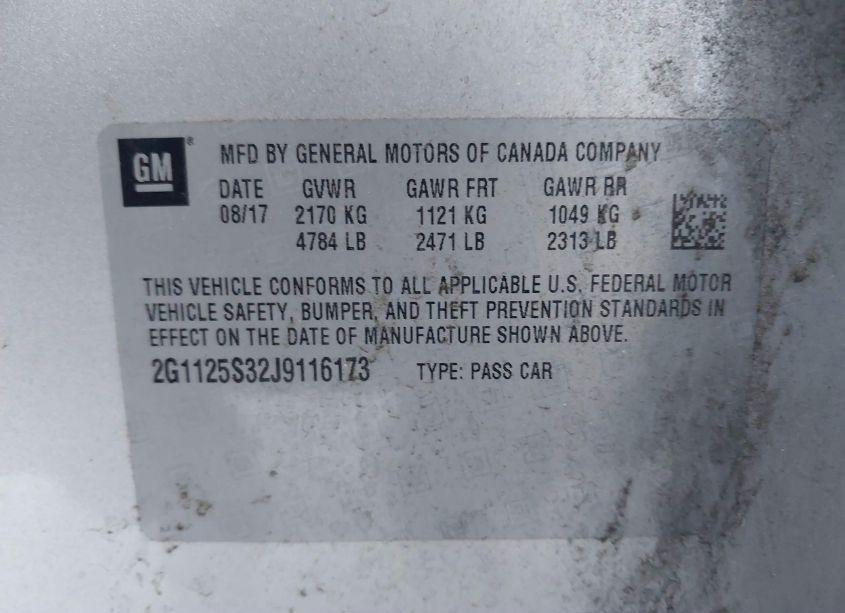 GM®
MFD BY GENERAL MOTORS OF CANADA COMPANY
DATE GVWR GAWR FRT GAWR RR
08/17 2170 KG 1121 KG 1049 KG
4784 LB 2471 LB 2313 LB
THIS VEHICLE CONFORMS TO ALL APPLICABLE U.S. FEDERAL MOTOR
VEHICLE SAFETY, BUMPER, AND THEFT PREVENTION STANDARDS IN
EFFECT ON THE DATE OF MANUFACTURE SHOWN ABOVE.
2G1125S32J9116173 TYPE: PASS CAR